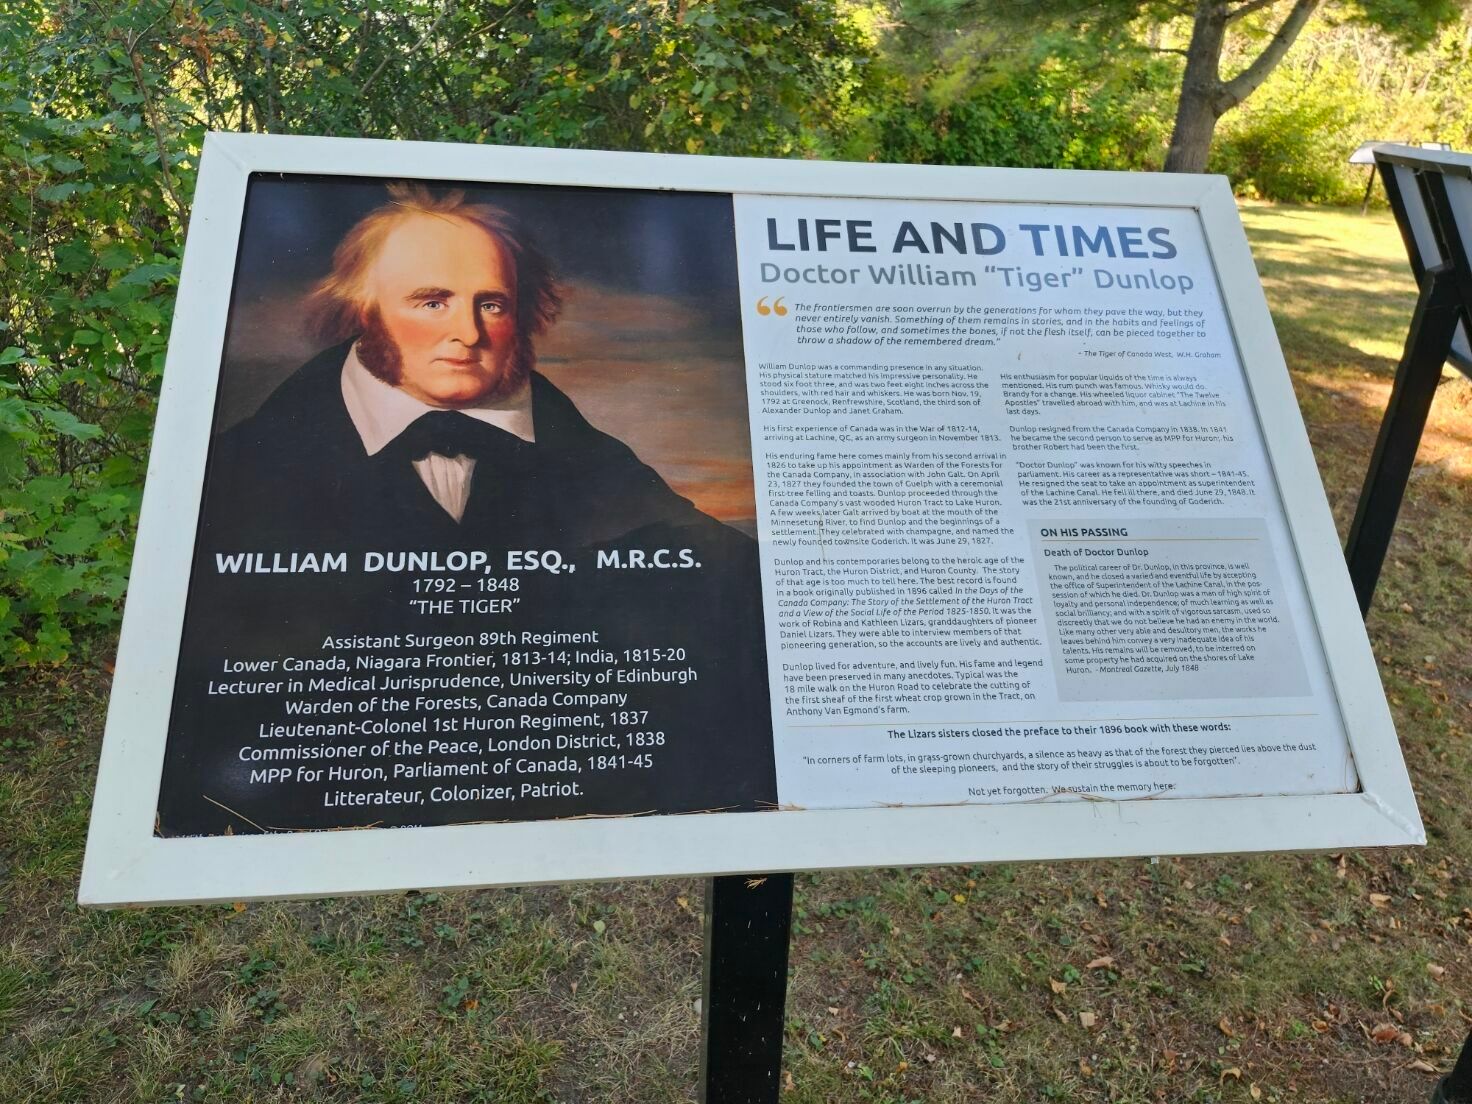 WILLIAM DUNLOP, ESQ., M.R.C.S.
1792 – 1848
"THE TIGER"
Assistant Surgeon 89th Regiment
Lower Canada, Niagara Frontier, 1813-14; India, 1815-20
Lecturer in Medical Jurisprudence, University of Edinburgh
Warden of the Forests, Canada Company
Lieutenant-Colonel 1st Huron Regiment, 1837
Commissioner of the Peace, London District, 1838
MPP for Huron, Parliament of Canada, 1841-45
Litterateur, Colonizer, Patriot.
LIFE AND TIMES
Doctor William "Tiger" Dunlop
“ The frontiersmen are soon overrun by the generations for whom they pave the way, but they
never entirely vanish. Something of them remains in stories, and in the habits and feelings of
those who follow, and sometimes the bones, if not the flesh itself, can be pieced together to
throw a shadow of the remembered dream."
- The Tiger of Canada West, W.H. Graham
William Dunlop was a commanding presence in any situation.
His physical stature matched his impressive personality. He
stood six foot three, and was two feet eight inches across the
shoulders, with red hair and whiskers. He was born Nov. 19,
1792 at Greenock, Renfrewshire, Scotland, the third son of
Alexander Dunlop and Janet Graham.
His first experience of Canada was in the War of 1812-14,
arriving at Lachine, QC, as an army surgeon in November 1813.
His enduring fame here comes mainly from his second arrival in
1826 to take up his appointment as Warden of the Forests for
the Canada Company, in association with John Galt. On April
23, 1827 they founded the town of Guelph with a ceremonial
first tree felling and toasts. Dunlop proceeded through the
Canada Company's vast wooded Huron Tract to Lake Huron.
A few weeks later Galt arrived by boat at the mouth of the
Minnesetung River, to find Dunlop and the beginnings of a
settlement. They celebrated with champagne, and named the
newly founded townsite Goderich. It was June 29, 1827.
Dunlop and his contemporaries belong to the heroic age of the
Huron Tract, the Huron District, and Huron County. The story
of that age is too much to tell here. The best record is found
in a book originally published in 1896 called In the Days of the
Canada Company: The Story of the Settlement of the Huron Tract
and a View of the Social Life of the Period 1825-1850. It was the
work of Robina and Kathleen Lizars, granddaughters of pioneer
Daniel Lizars. They were able to interview members of that
pioneering generation, so the accounts are lively and authentic.
Dunlop lived for adventure, and lively fun. His fame and legend
have been preserved in many anecdotes. Typical was the
18 mile walk on the Huron Road to celebrate the cutting of
the first sheaf of the first wheat crop grown in the Tract, on
Anthony Van Egmond's farm.
His enthusiasm for popular liquids of the time is always
mentioned. His rum punch was famous. Whisky would do.
Brandy for a change. His wheeled liquor cabinet "The Twelve
Apostles" travelled abroad with him, and was at Lachine in his
last days.
Dunlop resigned from the Canada Company in 1838. In 1841
he became the second person to serve as MPP for Huron; his
brother Robert had been the first.
"Doctor Dunlop" was known for his witty speeches in
parliament. His career as a representative was short – 1841-45.
He resigned the seat to take an appointment as superintendent
of the Lachine Canal. He fell ill there, and died June 29, 1848. It
was the 21st anniversary of the founding of Goderich.
ON HIS PASSING
Death of Doctor Dunlop
The political career of Dr. Dunlop, in this province, is well
known, and he closed a varied and eventful life by accepting
the office of Superintendent of the Lachine Canal, in the pos-
session of which he died. Dr. Dunlop was a man of high spirit of
loyalty and personal independence; of much learning as well as
social brilliancy; and with a spirit of vigorous sarcasm, used so
discreetly that we do not believe he had an enemy in the world.
Like many other very able and desultory men, the works he
leaves behind him convey a very inadequate idea of his
talents. His remains will be removed, to be interred on
some property he had acquired on the shores of Lake
Huron. - Montreal Gazette, July 1848
The Lizars sisters closed the preface to their 1896 book with these words:
"In corners of farm lots, in grass-grown churchyards, a silence as heavy as that of the forest they pierced lies above the dust
of the sleeping pioneers, and the story of their struggles is about to be forgotten".
Not yet forgotten. We sustain the memory here.